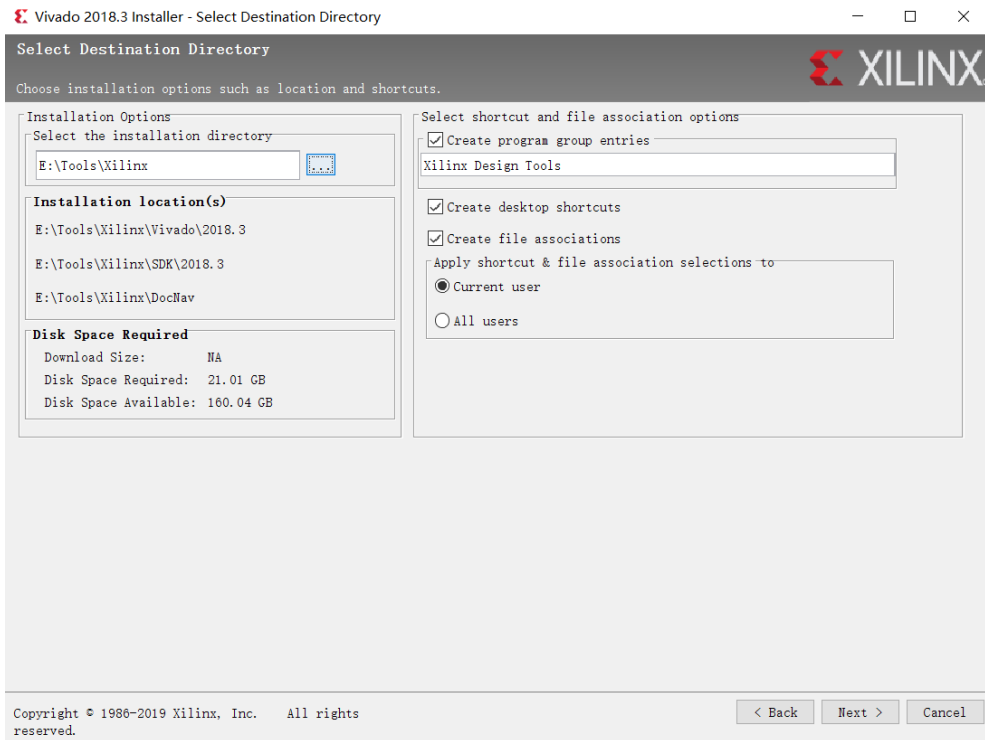 Vivado 2018.3 Installer - Select Destination Directory
Select Destination Directory
Choose installation options such as location and shortcuts.
XILINX
Installation Options
Select the installation directory
E:\Tools\Xilinx
...
Installation location(s)
E:\Tools\Xilinx\Vivado\2018.3
E:\Tools\Xilinx\SDK\2018.3
E:\Tools\Xilinx\DocNav
Disk Space Required
Download Size: NA
Disk Space Required: 21.01 GB
Disk Space Available: 160.04 GB
Select shortcut and file association options
Create program group entries
Xilinx Design Tools
Create desktop shortcuts
Create file associations
Apply shortcut & file association selections to
Current user
All users
Copyright © 1986-2019 Xilinx, Inc. All rights
reserved.
< Back
Next >
Cancel